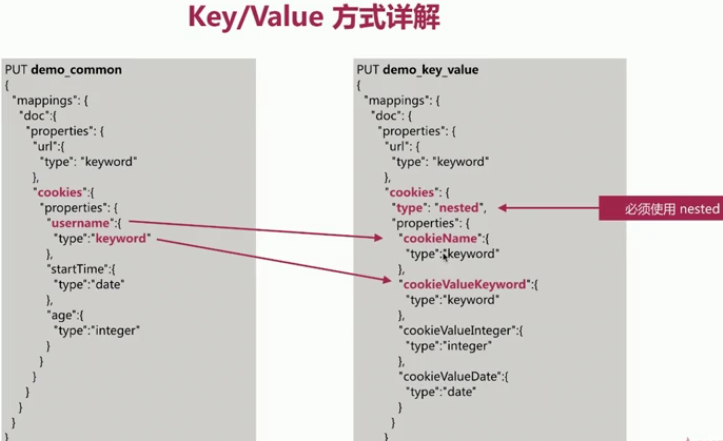 Key/Value 方式详解
PUT demo_common
{
"mappings": {
"doc":{
"properties": {
"url":{
"type": "keyword"
},
"cookies":{
"properties": {
"username":{
"type":"keyword"
},
"startTime":{
"type":"date"
},
"age":{
"type":"integer"
}
}
}
}
}
}
PUT demo_key_value
{
"mappings": {
"doc": {
"properties": {
"url": {
"type": "keyword"
},
"cookies": {
"type": "nested",
"properties": {
"cookieName":{
"type":"keyword"
},
"cookieValueKeyword":{
"type":"keyword"
},
"cookieValueInteger":{
"type":"integer"
},
"cookieValueDate":{
"type":"date"
}
}
}
必须使用 nested